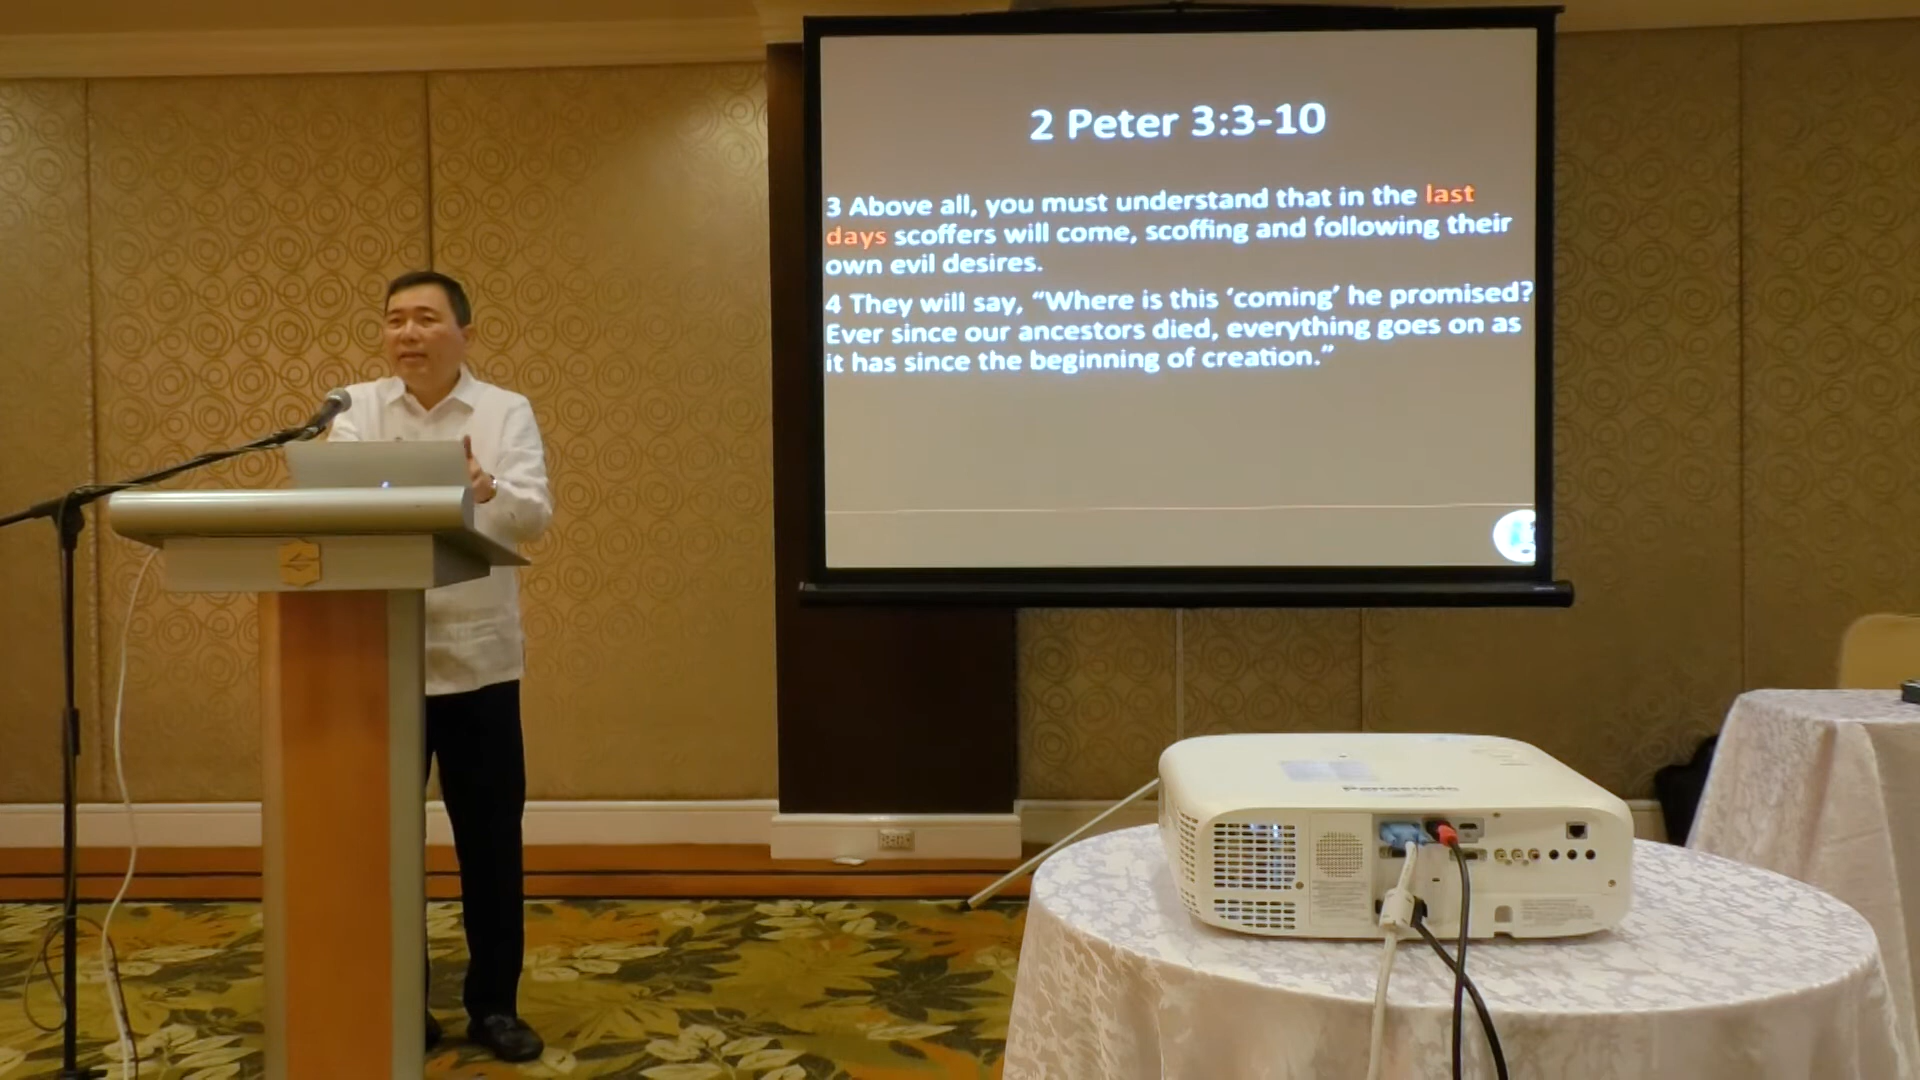 2 Peter 3:3-10
3 Above all, you must understand that in the last
days scoffers will come, scoffing and following their
own evil desires.
4 They will say, “Where is this ‘coming’ he promised?
Ever since our ancestors died, everything goes on as
it has since the beginning of creation.”
Panasonic